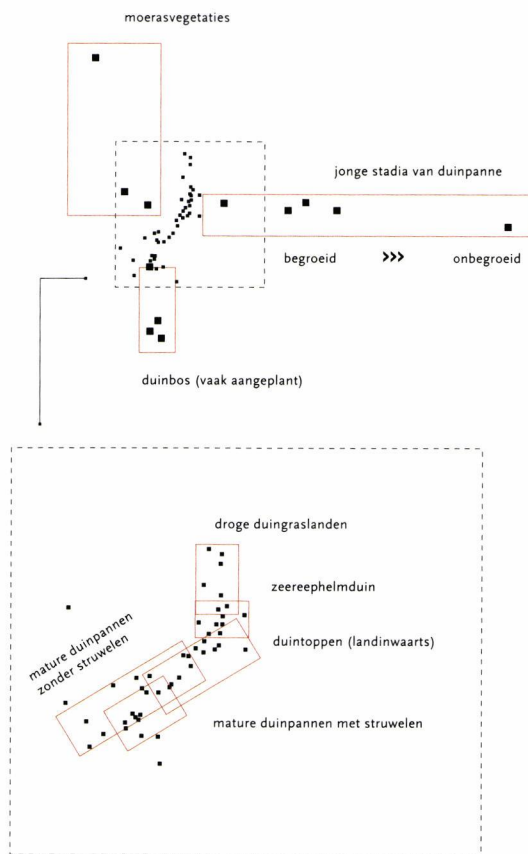 moerasvegetaties
jonge stadia van duinpanne
begroeid >>> onbegroeid
duinbos (vaak aangeplant)
droge duingraslanden
zeereephelmduin
mature duinpannen
zonder struwelen
duintoppen (landinwaarts)
mature duinpannen met struwelen